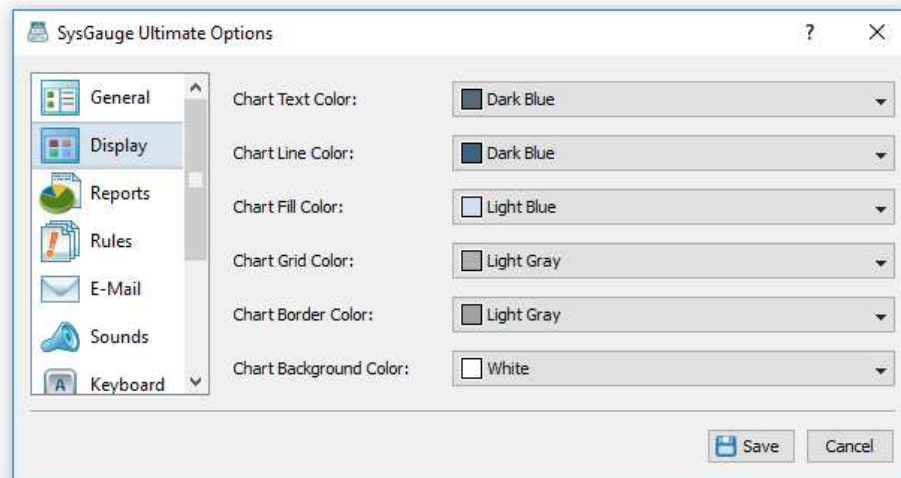 SysGauge Ultimate Options
?
General
Display
Reports
Rules
E-Mail
Sounds
Keyboard
Chart Text Color: Dark Blue
Chart Line Color: Dark Blue
Chart Fill Color: Light Blue
Chart Grid Color: Light Gray
Chart Border Color: Light Gray
Chart Background Color: White
Save
Cancel